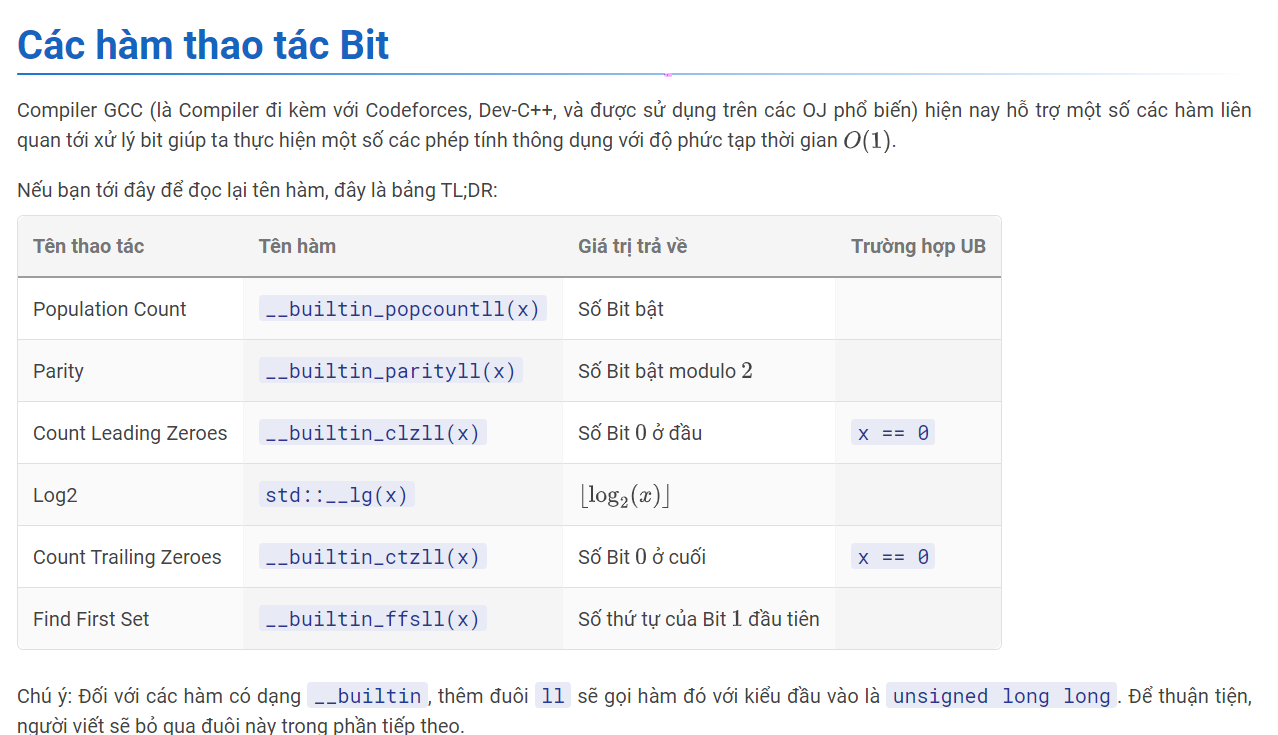 Các hàm thao tác Bit
Compiler GCC (là Compiler đi kèm với Codeforces, Dev-C++, và được sử dụng trên các OJ phổ biến) hiện nay hỗ trợ một số các hàm liên
quan tới xử lý bit giúp ta thực hiện một số các phép tính thông dụng với độ phức tạp thời gian O(1).
Nếu bạn tới đây để đọc lại tên hàm, đây là bảng TL;DR:
Tên thao tác Tên hàm Giá trị trả về Trường hợp UB
Population Count __builtin_popcountll(x) Số Bit bật
Parity __builtin_parityll(x) Số Bit bật modulo 2
Count Leading Zeroes __builtin_clzll(x) Số Bit 0 ở đầu x == 0
Log2 std::__lg(x) ⌊log₂(x)⌋
Count Trailing Zeroes __builtin_ctzll(x) Số Bit 0 ở cuối x == 0
Find First Set __builtin_ffsll(x) Số thứ tự của Bit 1 đầu tiên
Chú ý: Đối với các hàm có dạng __builtin, thêm đuôi ll sẽ gọi hàm đó với kiểu đầu vào là unsigned long long. Để thuận tiện,
người viết sẽ bỏ qua đuôi này trong phần tiếp theo.